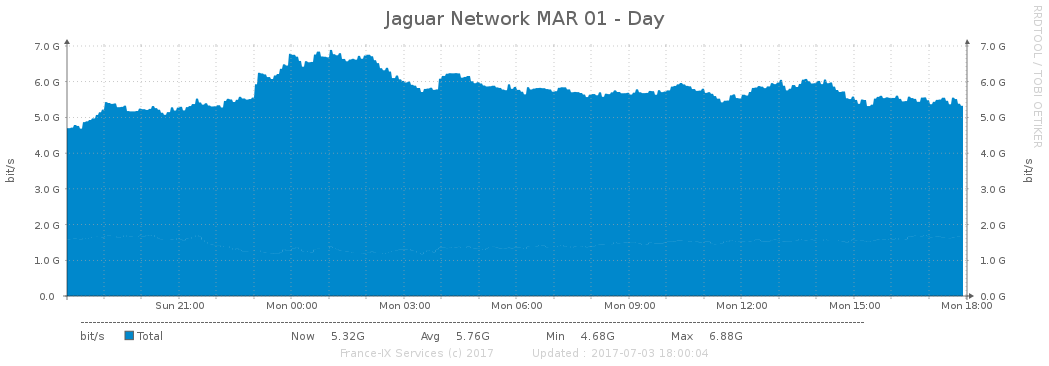 Jaguar Network MAR 01 - Day
RRDTOOL / TOBI OETIKER
7.0 G 7.0 G
6.0 G 6.0 G
5.0 G 5.0 G
4.0 G 4.0 G
bit/s bit/s
3.0 G 3.0 G
2.0 G 2.0 G
1.0 G 1.0 G
0.0 0.0 G
Sun 21:00 Mon 00:00 Mon 03:00 Mon 06:00 Mon 09:00 Mon 12:00 Mon 15:00 Mon 18:00
bit/s Total Now 5.32G Avg 5.76G Min 4.68G Max 6.88G
France-IX Services (c) 2017 Updated : 2017-07-03 18:00:04